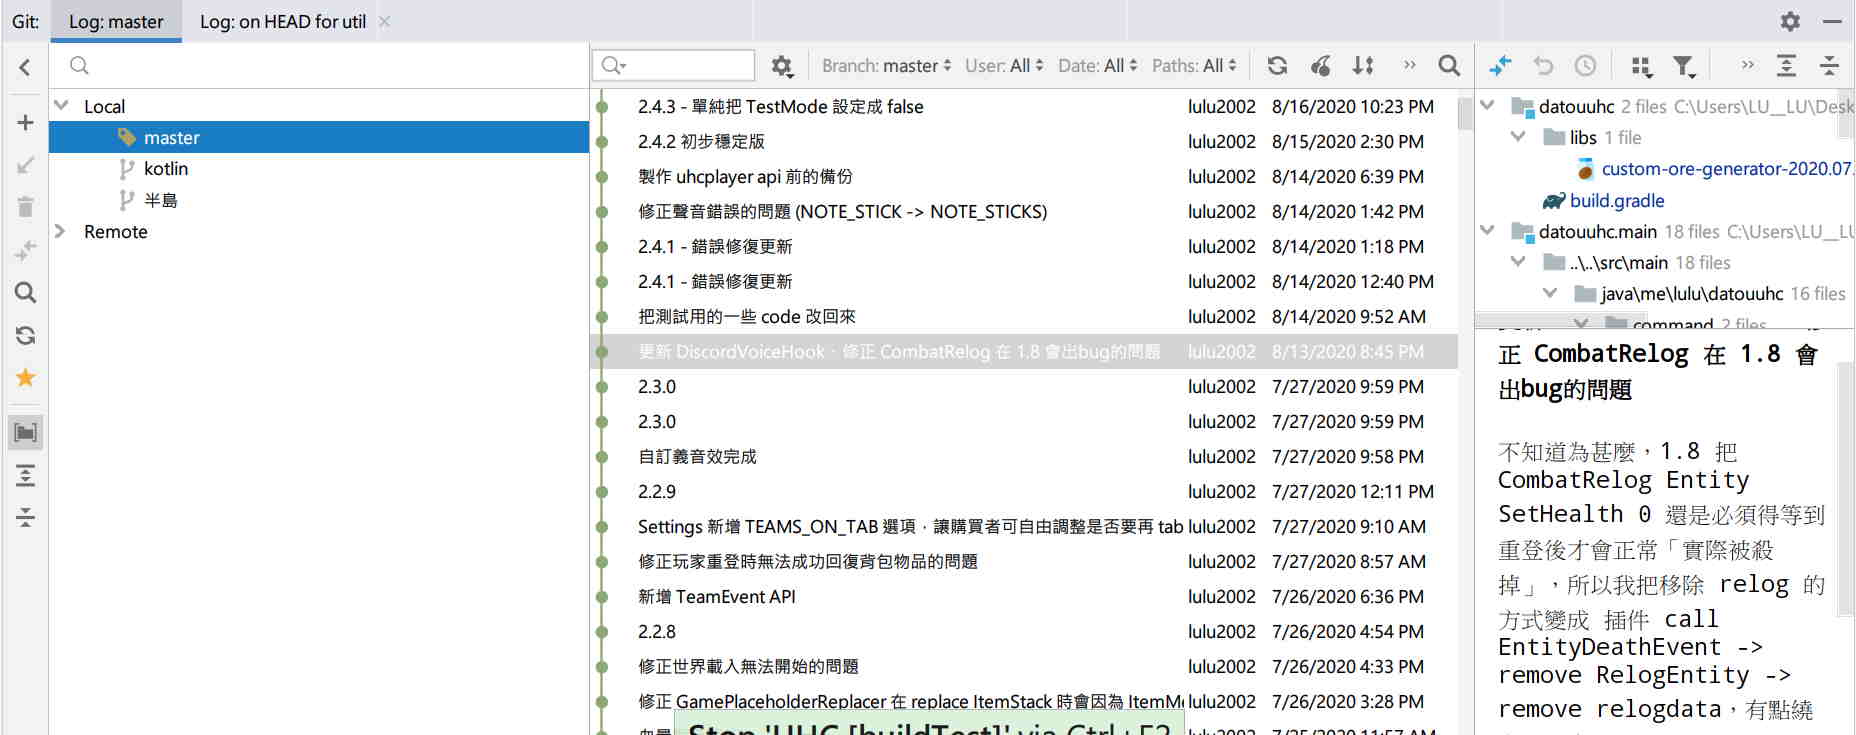 Git: Log: master Log: on HEAD for util
Branch: master User: All Date: All Paths: All
Local
master
kotlin
半島
Remote
2.4.3 - 單純把 TestMode 設定成 false lulu2002 8/16/2020 10:23 PM
2.4.2 初步穩定版 lulu2002 8/15/2020 2:30 PM
製作 uhcplayer api 前的備份 lulu2002 8/14/2020 6:39 PM
修正聲音錯誤的問題 (NOTE_STICK -> NOTE_STICKS) lulu2002 8/14/2020 1:42 PM
2.4.1 - 錯誤修復更新 lulu2002 8/14/2020 1:18 PM
2.4.1 - 錯誤修復更新 lulu2002 8/14/2020 12:40 PM
把測試用的一些 code 改回來 lulu2002 8/14/2020 9:52 AM
更新 DiscordVoiceHook、修正 CombatRelog 在 1.8 會出bug的問題 lulu2002 8/13/2020 8:45 PM
2.3.0 lulu2002 7/27/2020 9:59 PM
2.3.0 lulu2002 7/27/2020 9:59 PM
自訂義音效完成 lulu2002 7/27/2020 9:58 PM
2.2.9 lulu2002 7/27/2020 12:11 PM
Settings 新增 TEAMS_ON_TAB 選項，讓購買者可自由調整是否要再 tab lulu2002 7/27/2020 9:10 AM
修正玩家重登時無法成功回復背包物品的問題 lulu2002 7/27/2020 8:57 AM
新增 TeamEvent API lulu2002 7/26/2020 6:36 PM
2.2.8 lulu2002 7/26/2020 4:54 PM
修正世界載入無法開始的問題 lulu2002 7/26/2020 4:33 PM
修正 GamePlaceholderReplacer 在 replace ItemStack 時會因為 ItemM lulu2002 7/26/2020 3:28 PM
lulu2002 7/25/2020 11:57 AM
Stop 'UHC [buildTest]' via Ctrl+F2
datouuhc 2 files C:\Users\LU__LU\Desk
libs 1 file
custom-ore-generator-2020.07.
build.gradle
datouuhc.main 18 files C:\Users\LU__LU
..\..\src\main 18 files
java\me\lulu\datouuhc 16 files
command 2 files
正 CombatRelog 在 1.8 會
出bug的問題
不知道為甚麼，1.8 把
CombatRelog Entity
SetHealth 0 還是必須得等到
重登後才會正常「實際被殺
掉」，所以我把移除 relog 的
方式變成 插件 call
EntityDeathEvent ->
remove RelogEntity ->
remove relogdata，有點繞